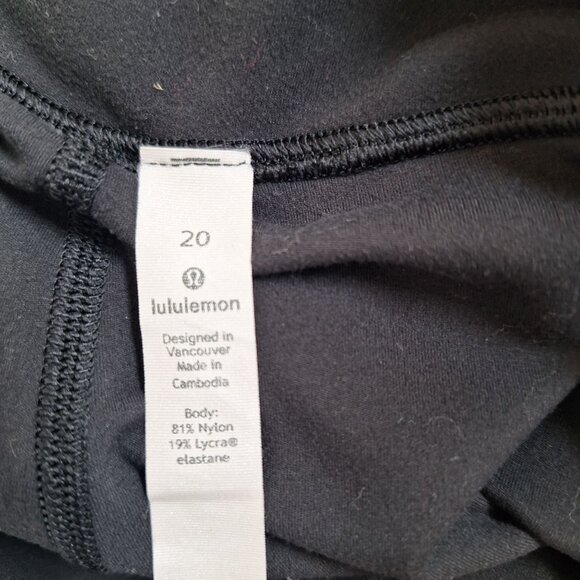 20
lululemon
Designed in
Vancouver
Made in
Cambodia
Body:
81% Nylon
19% Lycra®
elastane